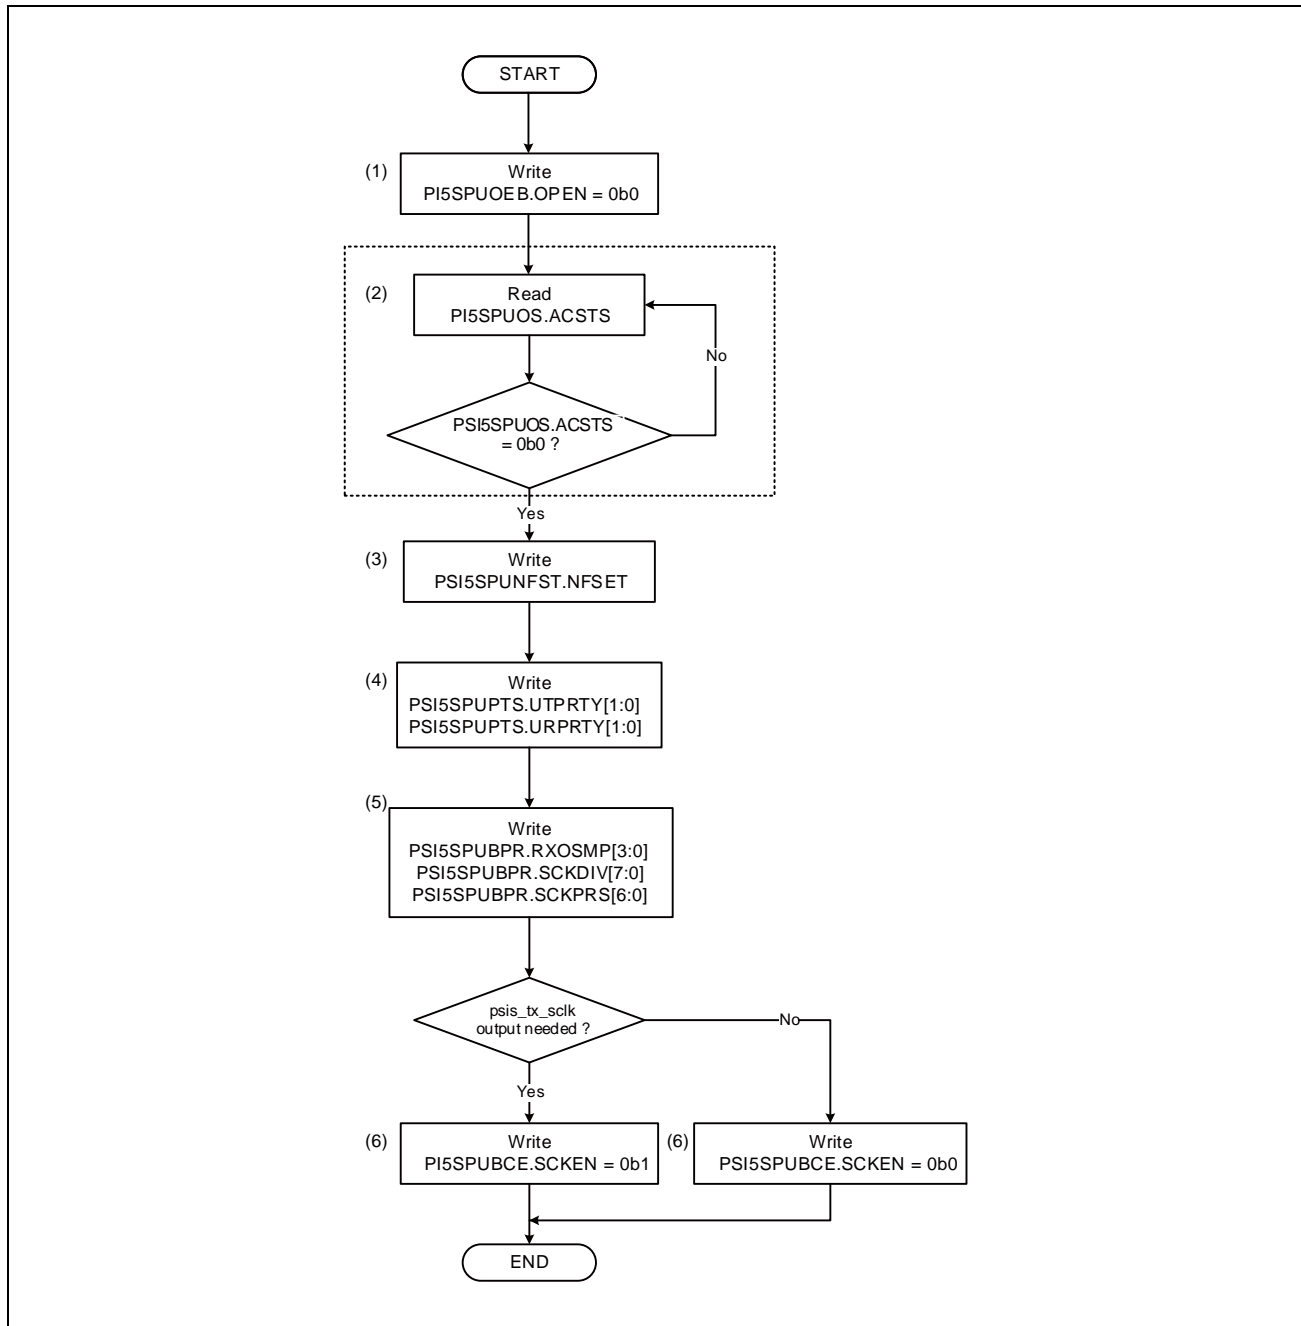 START
(1)
Write
PI5SPUOEB.OPEN = 0b0
(2)
Read
PI5SPUOS.ACSTS
No
PSI5SPUOS.ACSTS
= 0b0 ?
Yes
(3)
Write
PSI5SPUNFST.NFSET
(4)
Write
PSI5SPUPTS.UTPRTY[1:0]
PSI5SPUPTS.URPRTY[1:0]
(5)
Write
PSI5SPUBPR.RXOSMP[3:0]
PSI5SPUBPR.SCKDIV[7:0]
PSI5SPUBPR.SCKPRS[6:0]
psis_tx_sclk
output needed ?
No
Yes
(6)
Write
PI5SPUBCE.SCKEN = 0b1
(6)
Write
PSI5SPUBCE.SCKEN = 0b0
END